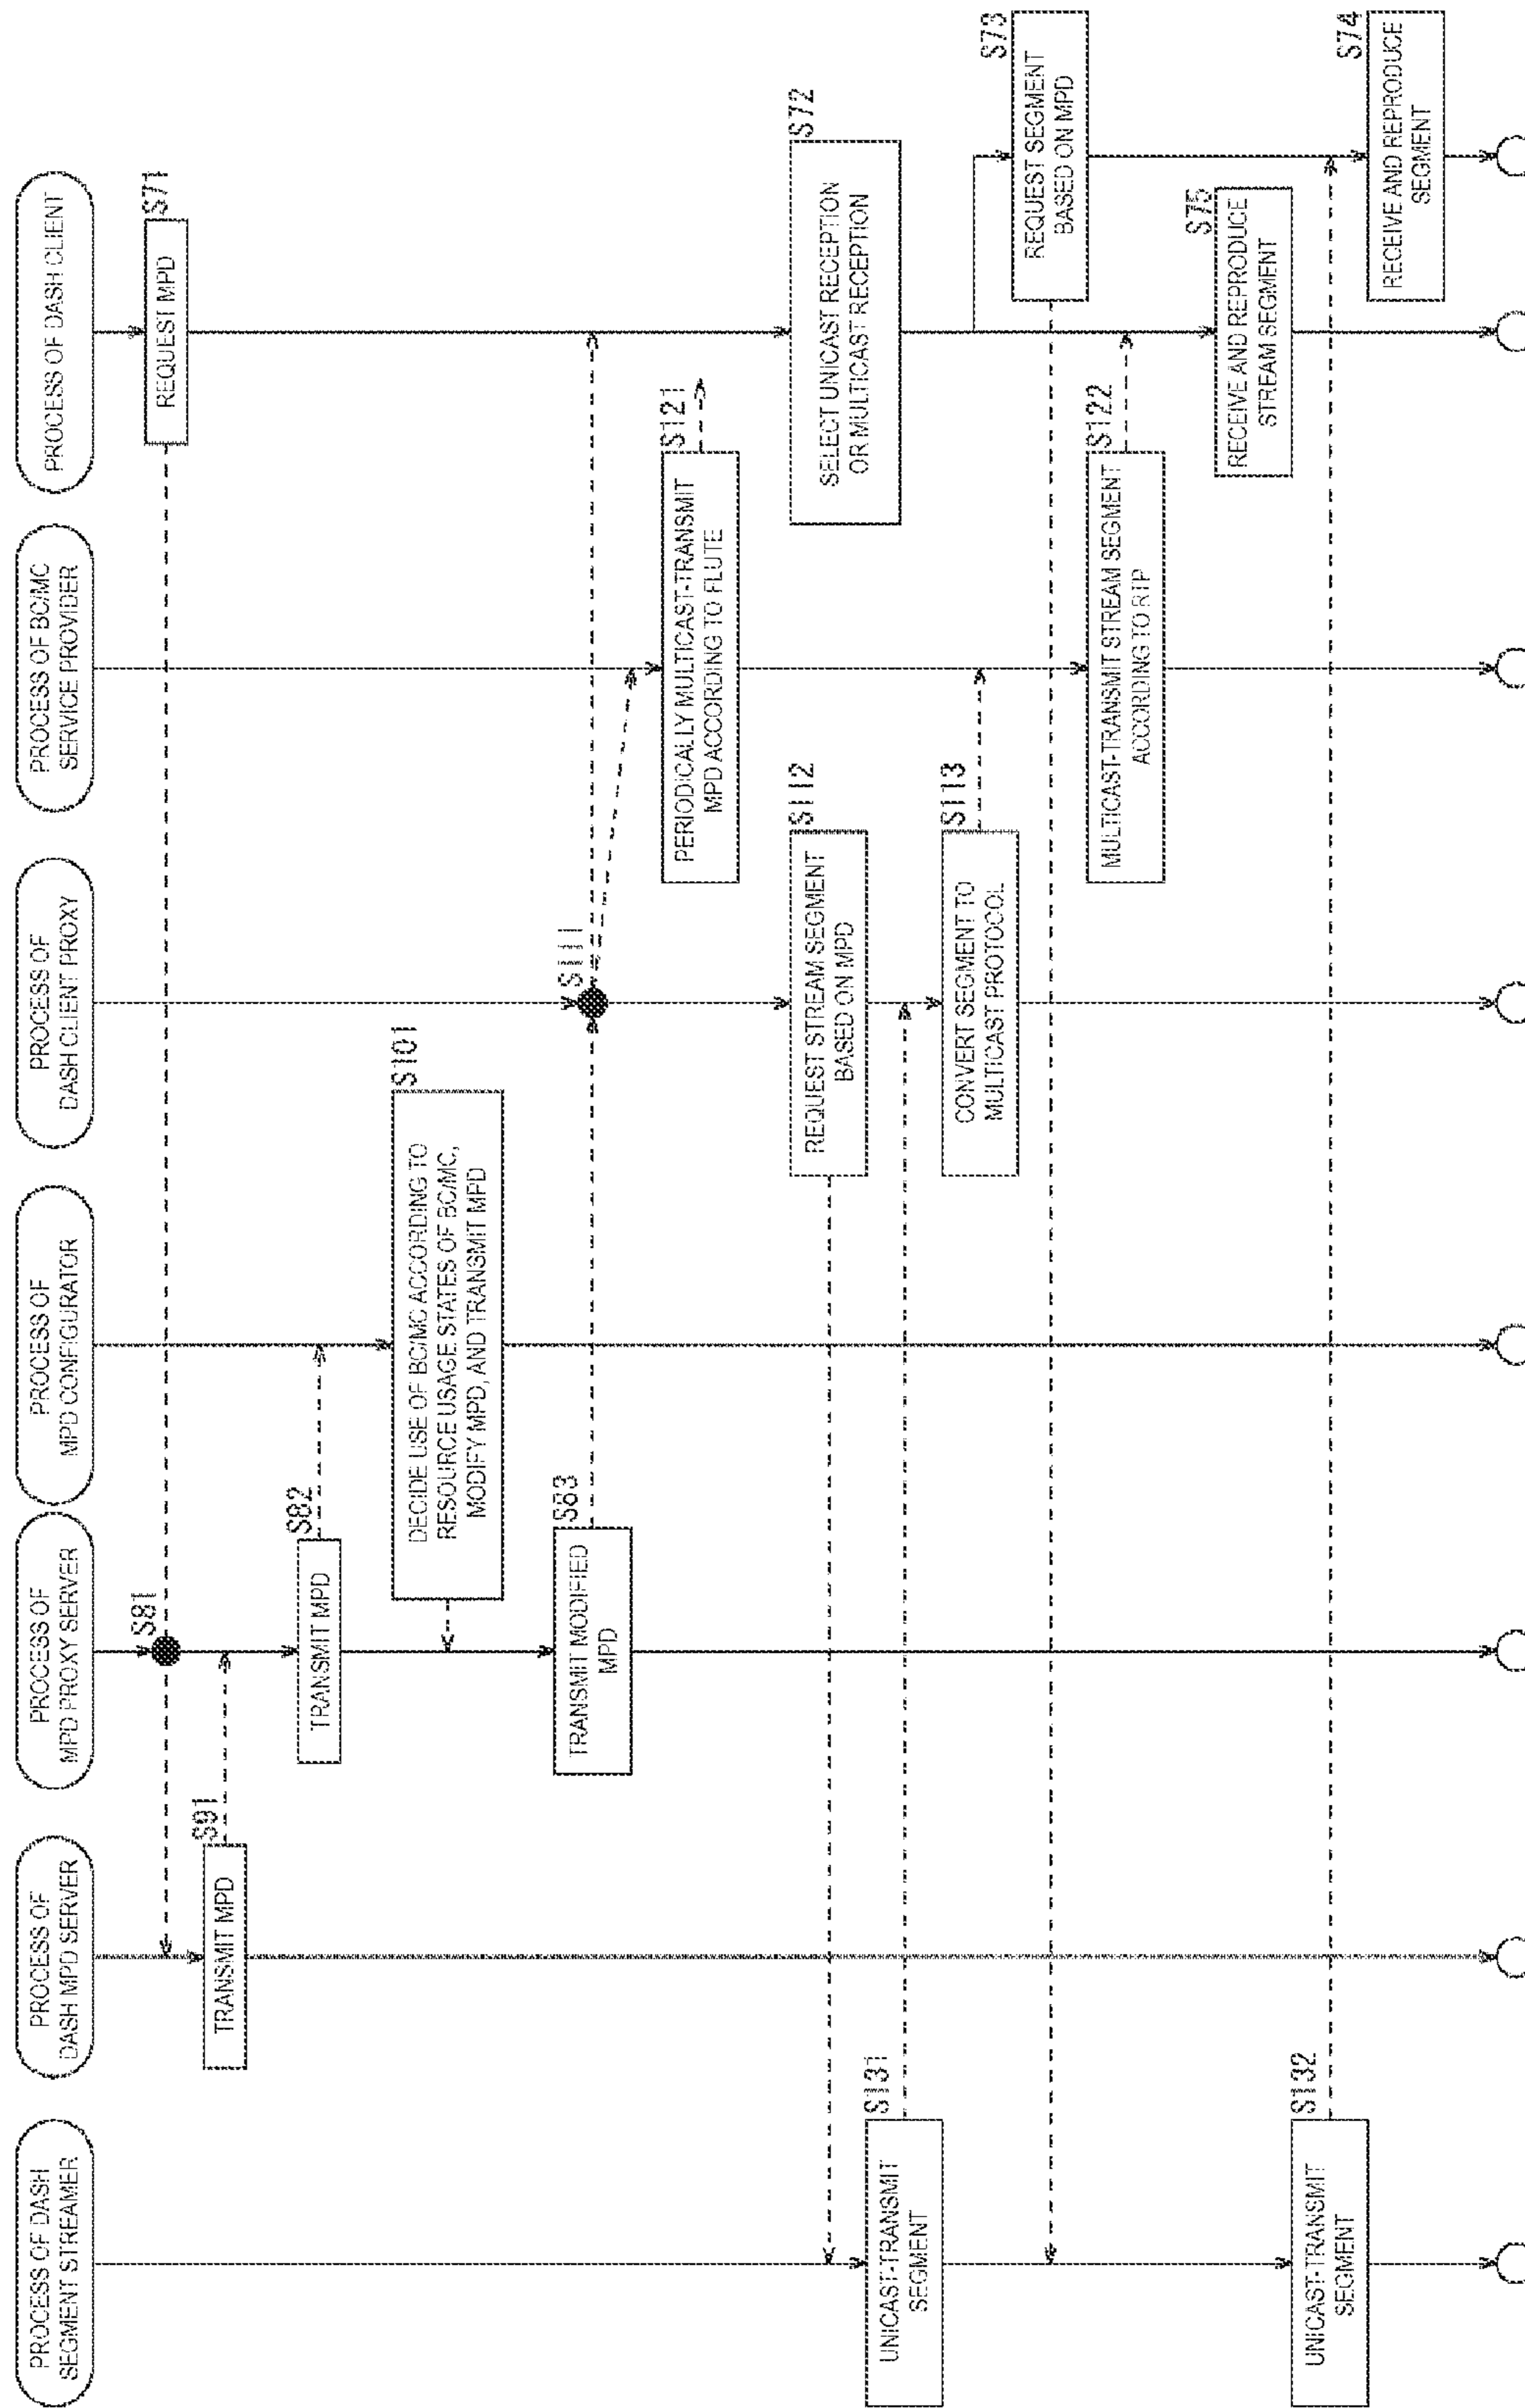 PROCESS OF DASH
SEGMENT STREAMER
PROCESS OF
DASH MPD SERVER
PROCESS OF
MPD PROXY SERVER
PROCESS OF
MPD CONFIGURATOR
PROCESS OF
DASH CLIENT PROXY
PROCESS OF BC/MC
SERVICE PROVIDER
PROCESS OF DASH CLIENT
S81
S71
REQUEST MPD
S91
TRANSMIT MPD
S82
TRANSMIT MPD
S101
DECIDE USE OF BC/MC ACCORDING TO
RESOURCE USAGE STATES OF BC/MC,
MODIFY MPD, AND TRANSMIT MPD
S83
TRANSMIT MODIFIED
MPD
S111
S121
PERIODICALLY MULTICAST-TRANSMIT
MPD ACCORDING TO FLUTE
S112
REQUEST STREAM SEGMENT
BASED ON MPD
S72
SELECT UNICAST RECEPTION
OR MULTICAST RECEPTION
S131
UNICAST-TRANSMIT
SEGMENT
S113
CONVERT SEGMENT TO
MULTICAST PROTOCOL
S73
REQUEST SEGMENT
BASED ON MPD
S122
MULTICAST-TRANSMIT STREAM SEGMENT
ACCORDING TO RTP
S75
RECEIVE AND REPRODUCE
STREAM SEGMENT
S132
UNICAST-TRANSMIT
SEGMENT
S74
RECEIVE AND REPRODUCE
SEGMENT